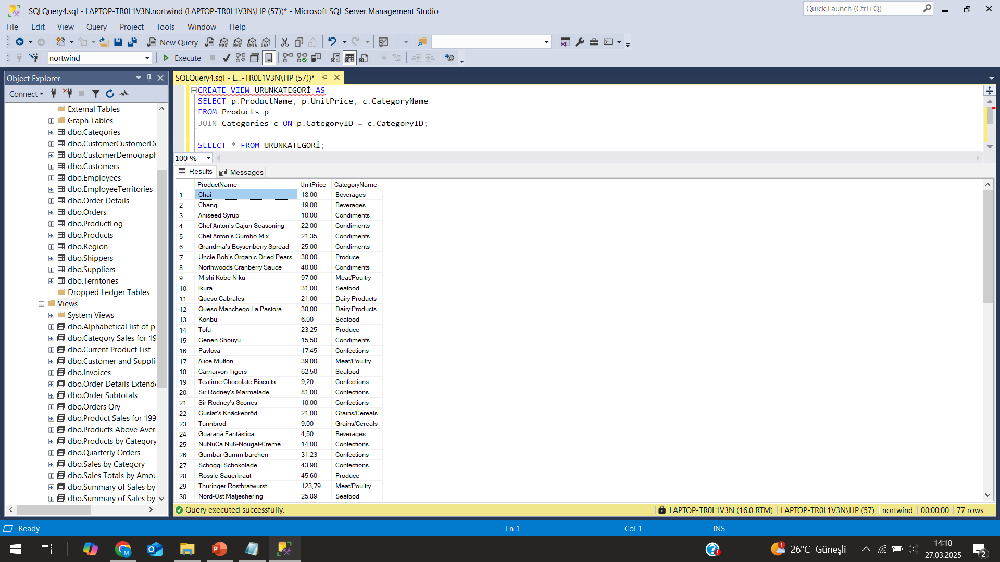 SQLQuery4.sql - LAPTOP-TR0L1V3N.nortwind (LAPTOP-TR0L1V3N\HP (57))* - Microsoft SQL Server Management Studio
Quick Launch (Ctrl+Q)
File Edit View Query Project Tools Window Help
New Query MDX DMX XMLA DAX
nortwind Execute
Object Explorer
Connect
External Tables
Graph Tables
dbo.Categories
dbo.CustomerCustomerDe
dbo.CustomerDemograph
dbo.Customers
dbo.Employees
dbo.EmployeeTerritories
dbo.Order Details
dbo.Orders
dbo.ProductLog
dbo.Products
dbo.Region
dbo.Shippers
dbo.Suppliers
dbo.Territories
Dropped Ledger Tables
Views
System Views
dbo.Alphabetical list of pr
dbo.Category Sales for 19
dbo.Current Product List
dbo.Customer and Supplie
dbo.Invoices
dbo.Order Details Extende
dbo.Order Subtotals
dbo.Orders Qry
dbo.Product Sales for 199
dbo.Products Above Avera
dbo.Products by Category
dbo.Quarterly Orders
dbo.Sales by Category
dbo.Sales Totals by Amou
dbo.Summary of Sales by
dbo.Summary of Sales by
SQLQuery4.sql - L...-TR0L1V3N\HP (57))*
CREATE VIEW URUNKATEGORİ AS
SELECT p.ProductName, p.UnitPrice, c.CategoryName
FROM Products p
JOIN Categories c ON p.CategoryID = c.CategoryID;
SELECT * FROM URUNKATEGORİ;
100 %
Results Messages
ProductName UnitPrice CategoryName
1 Chai 18,00 Beverages
2 Chang 19,00 Beverages
3 Aniseed Syrup 10,00 Condiments
4 Chef Anton's Cajun Seasoning 22,00 Condiments
5 Chef Anton's Gumbo Mix 21,35 Condiments
6 Grandma's Boysenberry Spread 25,00 Condiments
7 Uncle Bob's Organic Dried Pears 30,00 Produce
8 Northwoods Cranberry Sauce 40,00 Condiments
9 Mishi Kobe Niku 97,00 Meat/Poultry
10 Ikura 31,00 Seafood
11 Queso Cabrales 21,00 Dairy Products
12 Queso Manchego La Pastora 38,00 Dairy Products
13 Konbu 6,00 Seafood
14 Tofu 23,25 Produce
15 Genen Shouyu 15,50 Condiments
16 Pavlova 17,45 Confections
17 Alice Mutton 39,00 Meat/Poultry
18 Carnarvon Tigers 62,50 Seafood
19 Teatime Chocolate Biscuits 9,20 Confections
20 Sir Rodney's Marmalade 81,00 Confections
21 Sir Rodney's Scones 10,00 Confections
22 Gustaf's Knäckebröd 21,00 Grains/Cereals
23 Tunnbröd 9,00 Grains/Cereals
24 Guaraná Fantástica 4,50 Beverages
25 NuNuCa Nuß-Nougat-Creme 14,00 Confections
26 Gumbär Gummibärchen 31,23 Confections
27 Schoggi Schokolade 43,90 Confections
28 Rössle Sauerkraut 45,60 Produce
29 Thüringer Rostbratwurst 123,79 Meat/Poultry
30 Nord-Ost Matjeshering 25,89 Seafood
Query executed successfully. LAPTOP-TR0L1V3N (16.0 RTM) LAPTOP-TR0L1V3N\HP (57) nortwind 00:00:00 77 rows
Ready Ln 1 Col 1 INS
1 26°C Güneşli 14:18
27.03.2025 2